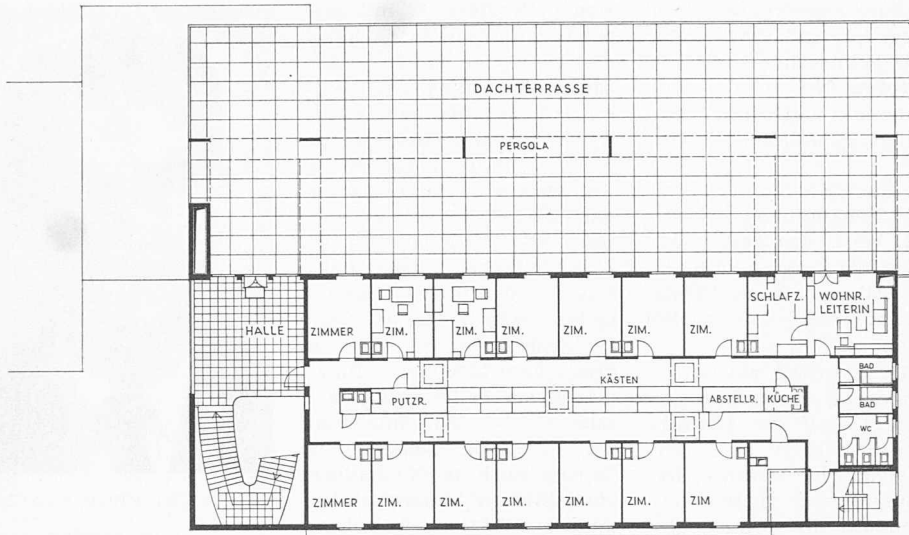 DACHTERRASSE
PERGOLA
HALLE
ZIMMER
ZIM.
ZIM.
ZIM.
ZIM.
ZIM.
ZIM.
SCHLAFZ.
WOHNR.
LEITERIN
KÄSTEN
PUTZR.
ABSTELLR.
KÜCHE
BAD
BAD
WC
ZIMMER
ZIM.
ZIM.
ZIM.
ZIM.
ZIM.
ZIM